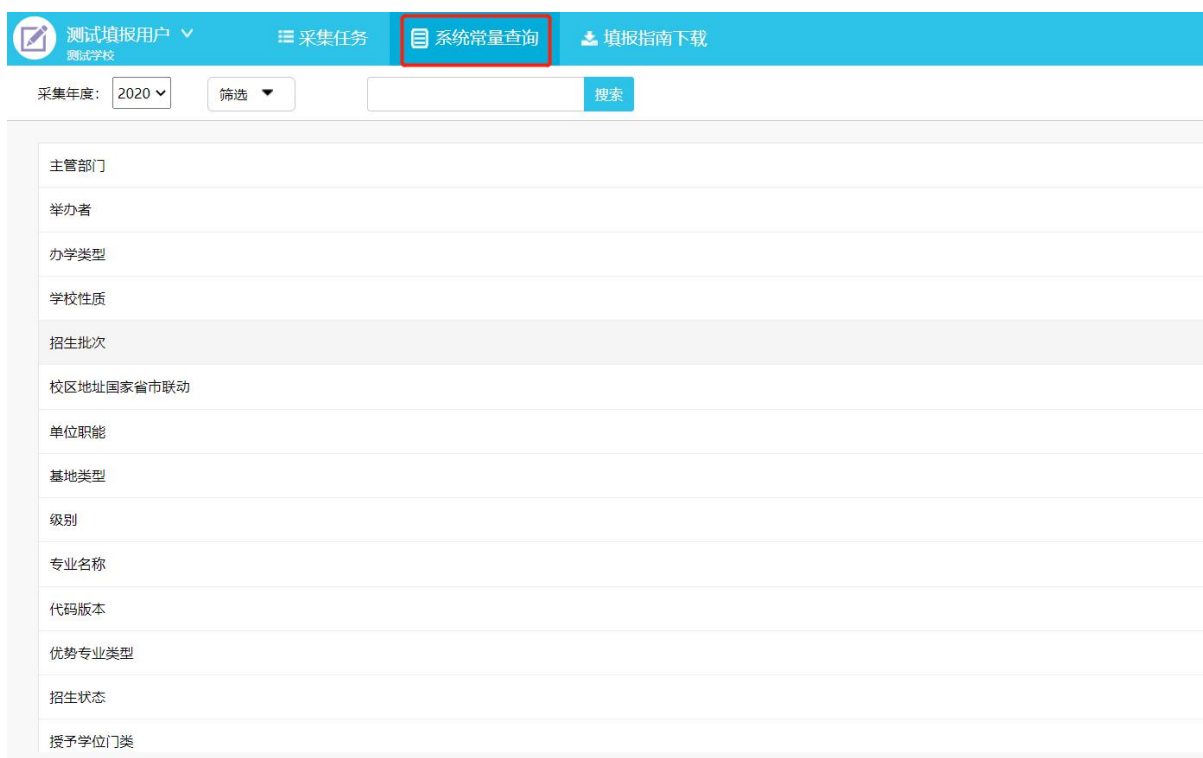 测试填报用户
测试学校
采集任务
系统常量查询
填报指南下载
采集年度： 2020 筛选 搜索
主管部门
举办者
办学类型
学校性质
招生批次
校区地址国家省市联动
单位职能
基地类型
级别
专业名称
代码版本
优势专业类型
招生状态
授予学位门类